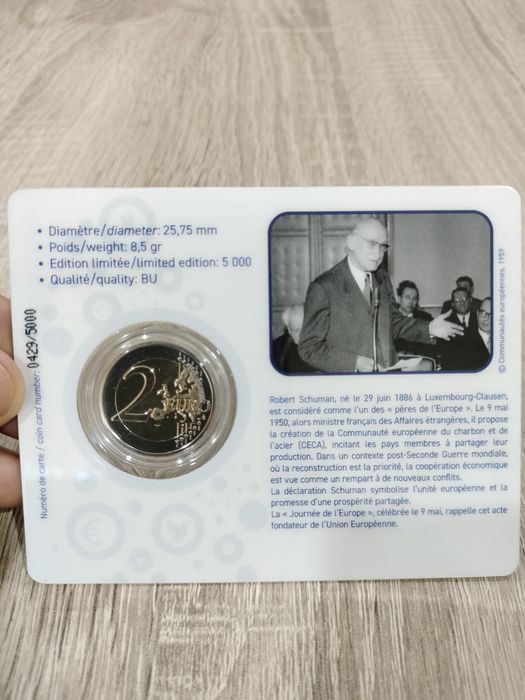 • Diamètre/diameter: 25,75 mm
• Poids/weight: 8,5 gr
• Edition limitée/limited edition: 5 000
• Qualité/quality: BU
Numéro de carte / coin card number: 0429/5000
2 EURO
LL
© Communautés européennes, 1959
Robert Schuman, né le 29 juin 1886 à Luxembourg-Clausen,
est considéré comme l'un des « pères de l'Europe ». Le 9 mai
1950, alors ministre français des Affaires étrangères, il propose
la création de la Communauté européenne du charbon et de
l'acier (CECA), incitant les pays membres à partager leur
production. Dans un contexte post-Seconde Guerre mondiale,
où la reconstruction est la priorité, la coopération économique
est vue comme un rempart à de nouveaux conflits.
La déclaration Schuman symbolise l'unité européenne et la
promesse d'une prospérité partagée.
La « Journée de l'Europe », célébrée le 9 mai, rappelle cet acte
fondateur de l'Union Européenne.